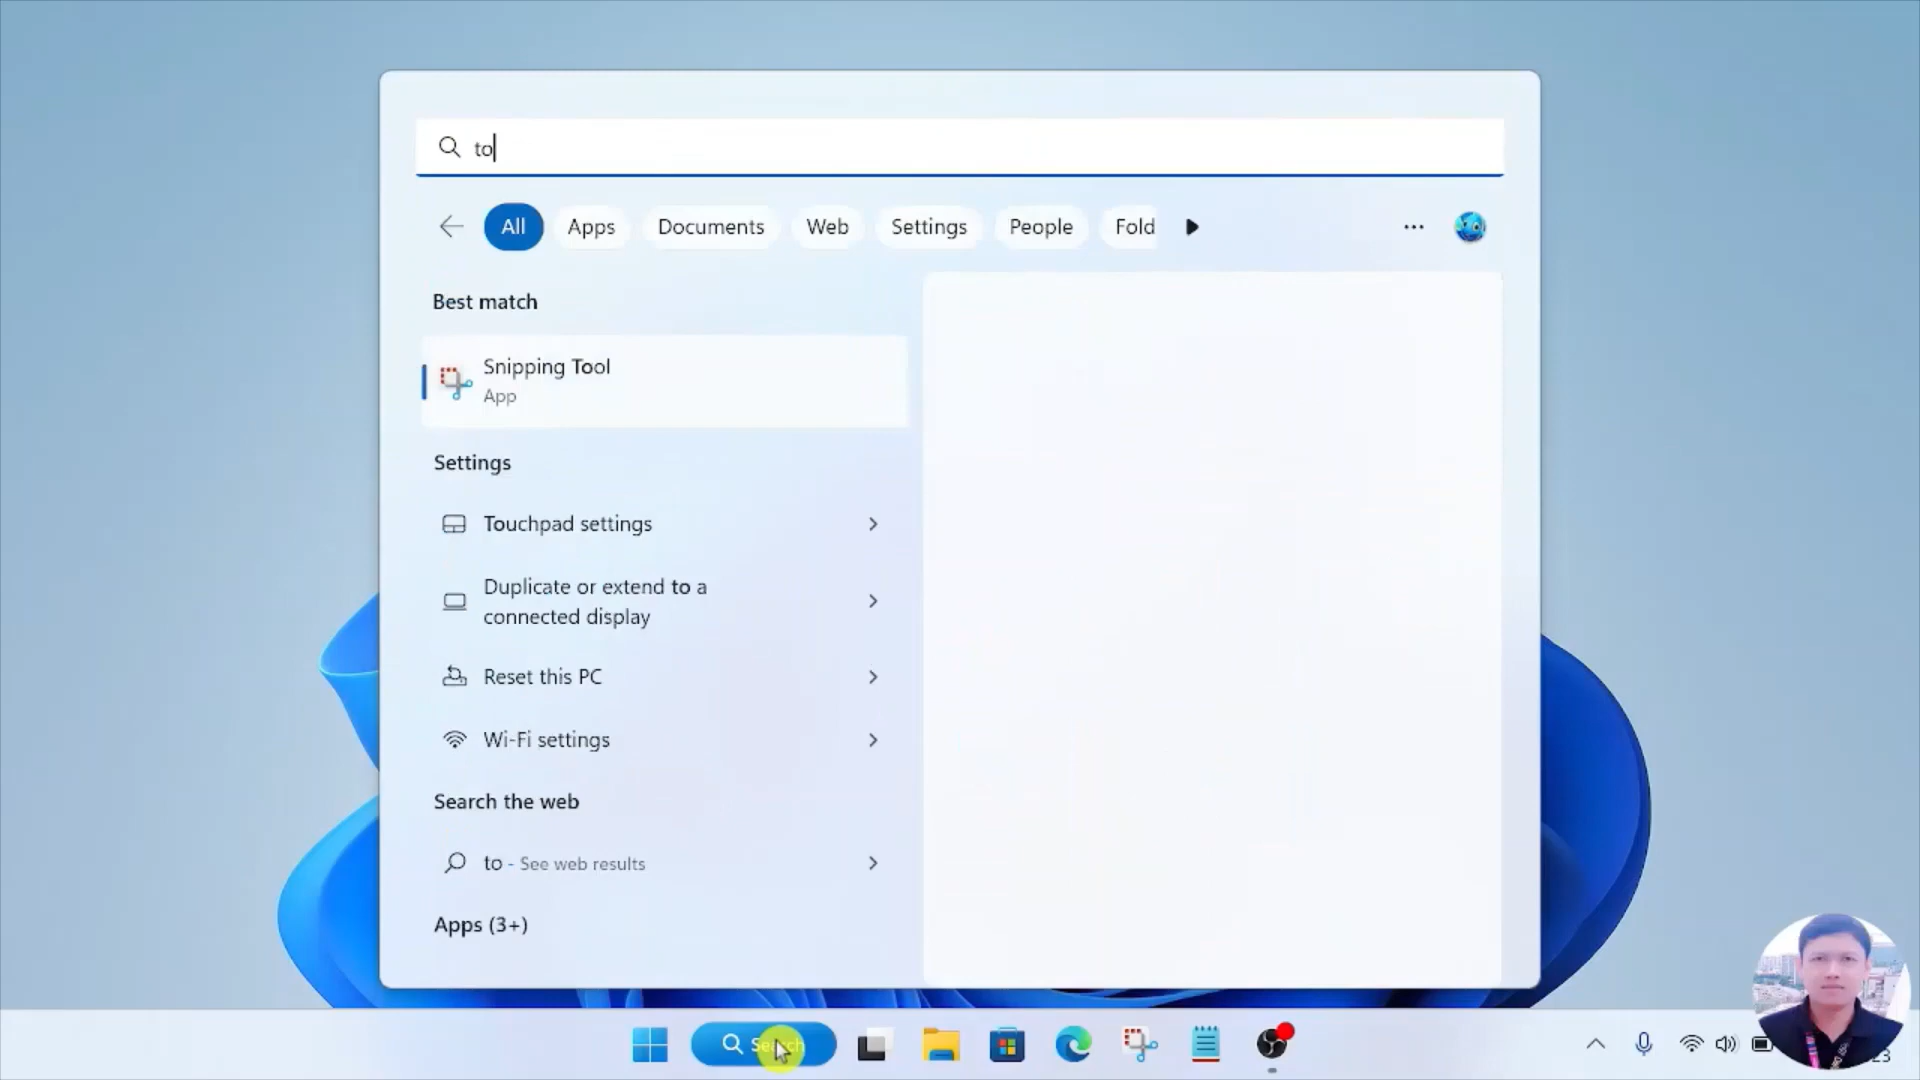 to
All
Apps
Documents
Web
Settings
People
Fold
Best match
Snipping Tool
App
Settings
Touchpad settings
Duplicate or extend to a
connected display
Reset this PC
Wi-Fi settings
Search the web
to - See web results
Apps (3+)
Search
23